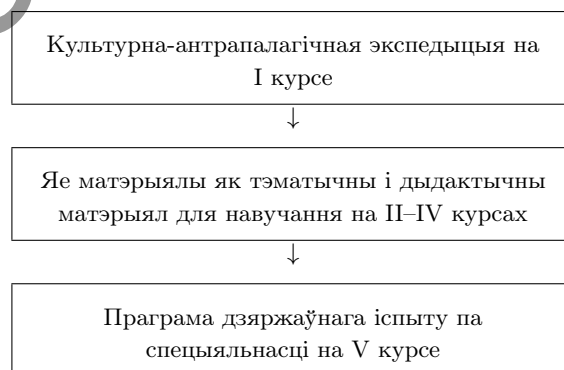 Культурна-антрапалагічная экспедыцыя на
I курсе
↓
Яе матэрыялы як тэматычны і дыдактычны
матэрыял для навучання на II–IV курсах
↓
Праграма дзяржаўнага іспыту па
спецыяльнасці на V курсе